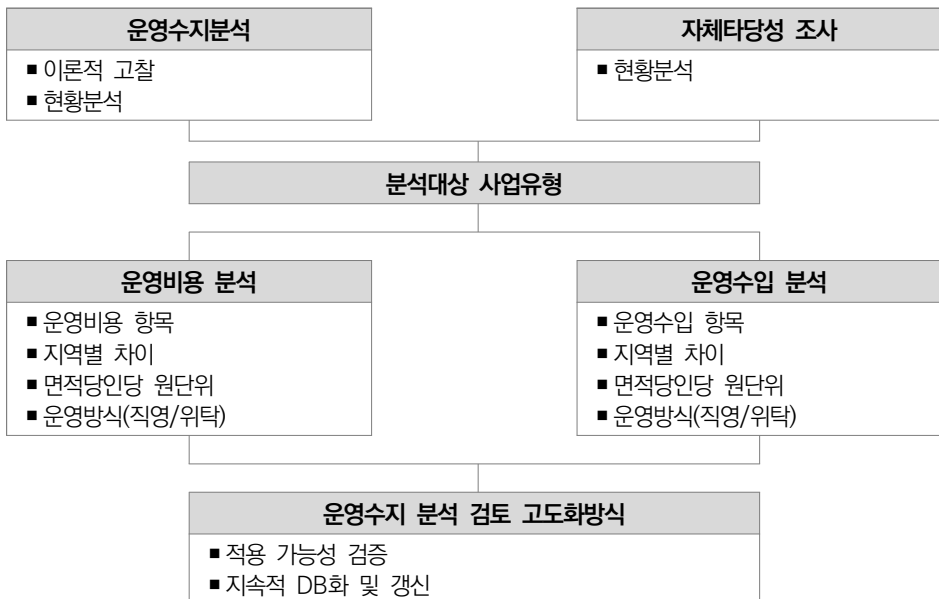 운영수지분석
■ 이론적 고찰
■ 현황분석
자체타당성 조사
■ 현황분석
분석대상 사업유형
운영비용 분석
■ 운영비용 항목
■ 지역별 차이
■ 면적당인당 원단위
■ 운영방식(직영/위탁)
운영수입 분석
■ 운영수입 항목
■ 지역별 차이
■ 면적당인당 원단위
■ 운영방식(직영/위탁)
운영수지 분석 검토 고도화방식
■ 적용 가능성 검증
■ 지속적 DB화 및 갱신